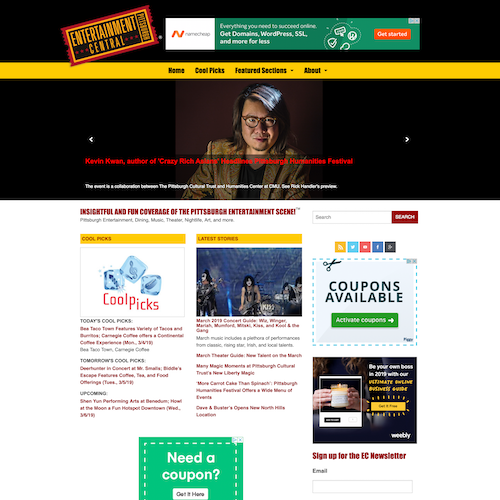 ENTERTAINMENT
CENTRAL
PITTSBURGH
namecheap
Everything you need to succeed online.
Get Domains, WordPress, SSL,
and more for less
Get started
Home
Cool Picks
Featured Sections
About
Kevin Kwan, author of 'Crazy Rich Asians' Headlines Pittsburgh Humanities Festival
The event is a collaboration between The Pittsburgh Cultural Trust and Humanities Center at CMU. See Rick Handler's preview.
INSIGHTFUL AND FUN COVERAGE OF THE PITTSBURGH ENTERTAINMENT SCENE!™
Pittsburgh Entertainment, Dining, Music, Theater, Nightlife, Art, and more.
COOL PICKS
Coolpicks
TODAY'S COOL PICKS:
Bea Taco Town Features Variety of Tacos
and Burritos; Carnegie Coffee offers a Continental
Coffee Experience (Mon., 3/4/19)
Bea Taco Town, Carnegie Coffee
TOMORROW'S COOL PICKS:
Deerhunter in Concert at Mr. Smalls; Biddle's
Escape Features Coffee, Tea, and Food
Offerings (Tues., 3/5/19)
UPCOMING:
Shen Yun Performing Arts at Benedum; Howl
at the Moon a Fun Hotspot Downtown (Wed.,
3/6/19)
LATEST STORIES
March 2019 Concert Guide: Wiz, Winger,
Mariah, Mumford, Mitski, Kiss, and Kool & the
Gang
March music includes a plethora of performances
from classic, rising star, Irish, and local talents.
March Theater Guide: New Talent on the March
Many Magic Moments at Pittsburgh Cultural
Trust's New Liberty Magic
'More Carrot Cake Than Spinach': Pittsburgh
Humanities Festival Offers a Wide Menu of
Events
Dave & Buster's Opens New North Hills
Location
Search
SEARCH
COUPONS
AVAILABLE
Activate coupons
Piggy
Be your own boss
in 2019 with our
ULTIMATE ONLINE
BUSINESS GUIDE
weebly
Sign up for the EC Newsletter
Email
Need a
coupon?
Get It Here